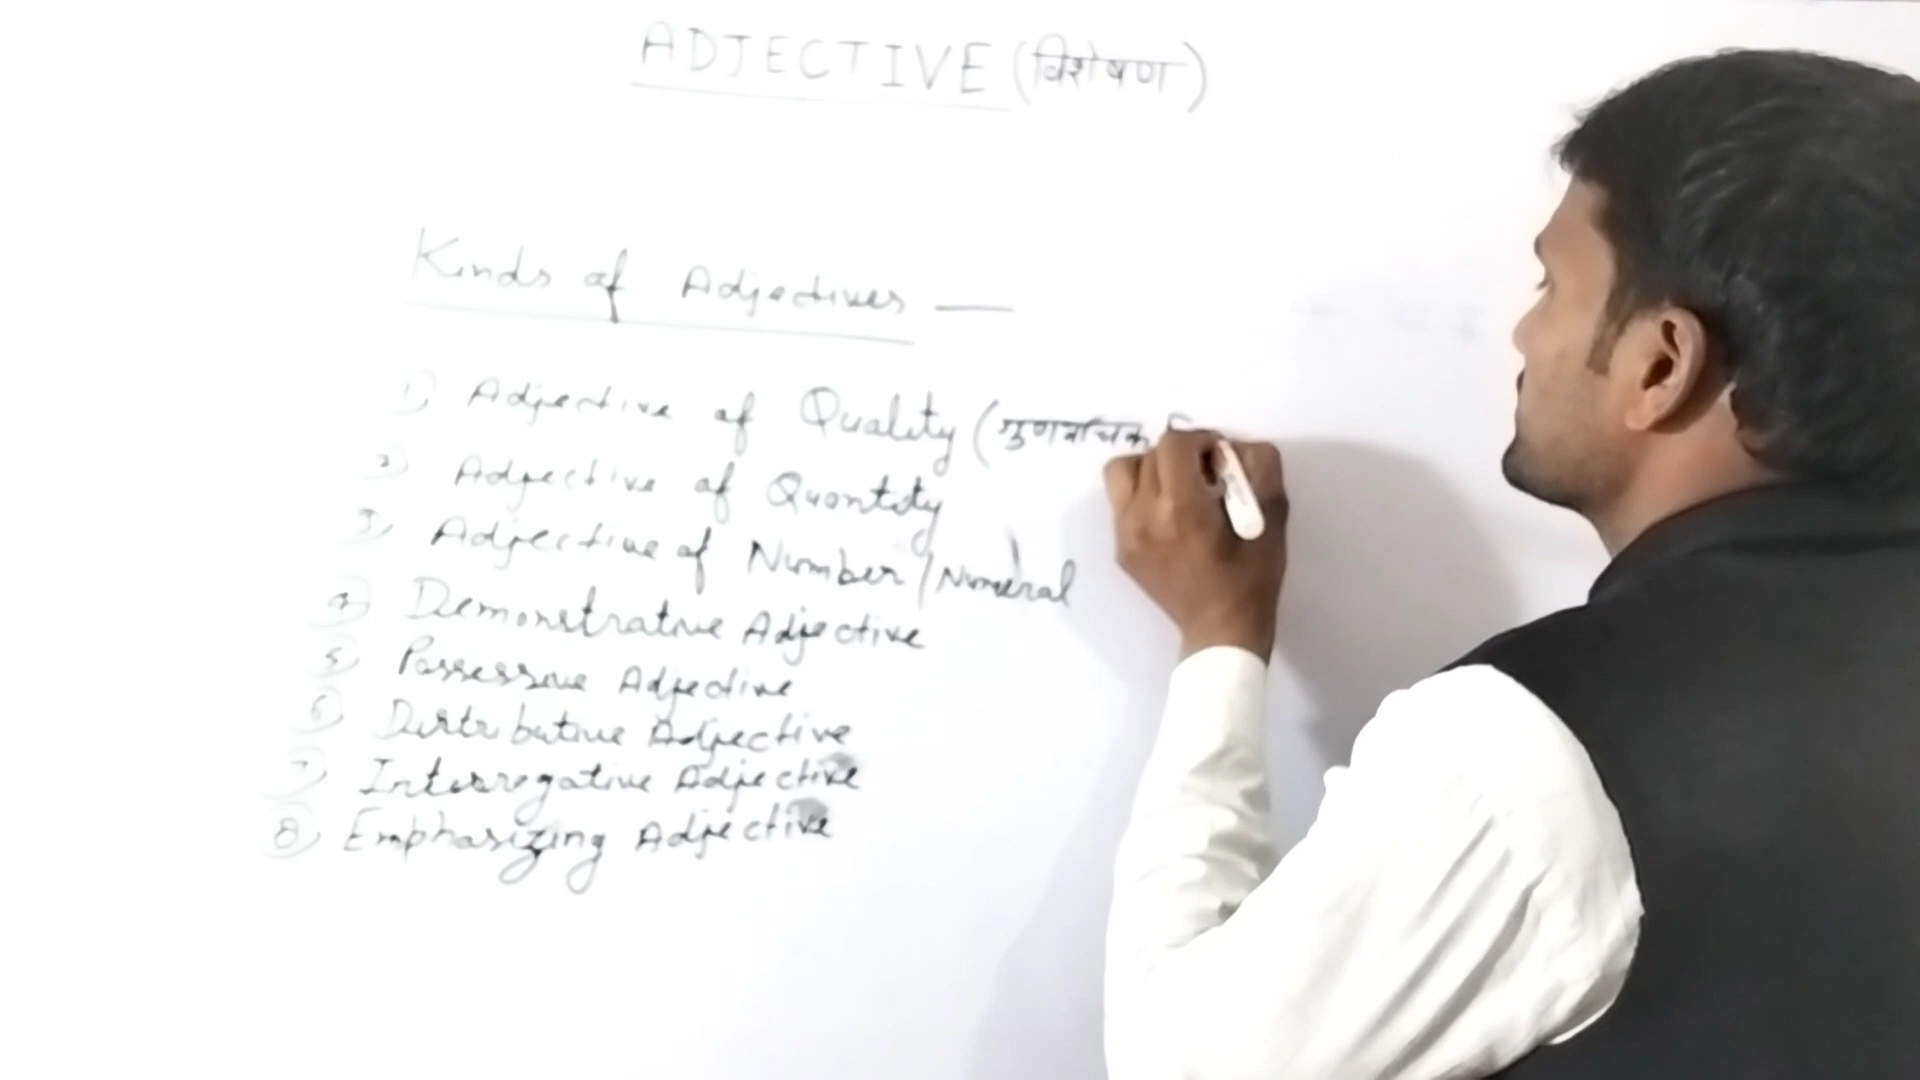 ADJECTIVE (विशेषण)
Kinds of Adjectives —
① Adjective of Quality (गुणवाचक
② Adjective of Quantity
③ Adjective of Number/Numeral
④ Demonstrative Adjective
⑤ Possessive Adjective
⑥ Distributive Adjective
⑦ Interrogative Adjective
⑧ Emphasizing Adjective